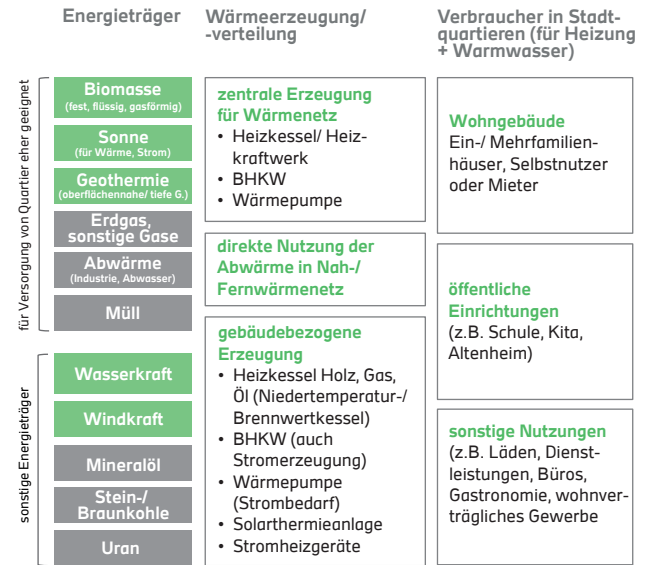 Energieträger
Wärmeerzeugung/
-verteilung
Verbraucher in Stadt-
quartieren (für Heizung
+ Warmwasser)
für Versorgung von Quartier eher geeignet
Biomasse
(fest, flüssig, gasförmig)
Sonne
(für Wärme, Strom)
Geothermie
(oberflächennahe/ tiefe G.)
Erdgas,
sonstige Gase
Abwärme
(Industrie, Abwasser)
Müll
sonstige Energieträger
Wasserkraft
Windkraft
Mineralöl
Stein-/
Braunkohle
Uran
zentrale Erzeugung
für Wärmenetz
• Heizkessel/ Heiz-
kraftwerk
• BHKW
• Wärmepumpe
direkte Nutzung der
Abwärme in Nah-/
Fernwärmenetz
gebäudebezogene
Erzeugung
• Heizkessel Holz, Gas,
Öl (Niedertemperatur-/
Brennwertkessel)
• BHKW (auch
Stromerzeugung)
• Wärmepumpe
(Strombedarf)
• Solarthermieanlage
• Stromheizgeräte
Wohngebäude
Ein-/ Mehrfamilien-
häuser, Selbstnutzer
oder Mieter
öffentliche
Einrichtungen
(z.B. Schule, Kita,
Altenheim)
sonstige Nutzungen
(z.B. Läden, Dienst-
leistungen, Büros,
Gastronomie, wohnver-
trägliches Gewerbe